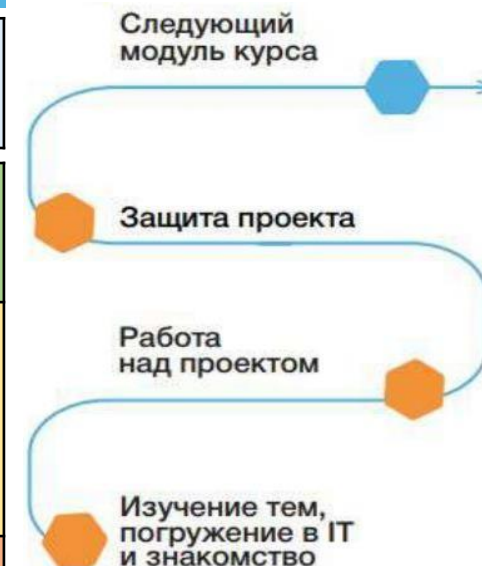 Следующий
модуль курса
Защита проекта
Работа
над проектом
Изучение тем,
погружение в IT
и знакомство